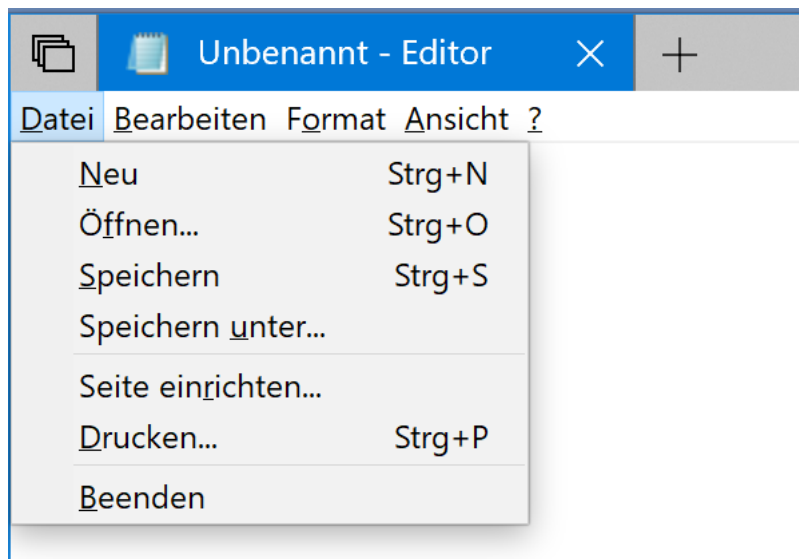 Unbenannt - Editor
Datei Bearbeiten Format Ansicht ?
Neu Strg+N
Öffnen... Strg+O
Speichern Strg+S
Speichern unter...
Seite einrichten...
Drucken... Strg+P
Beenden